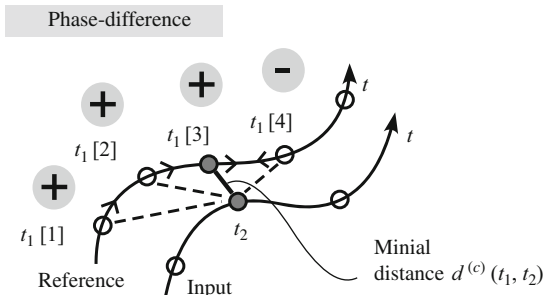 Phase-difference
+
+
+
-
t
t₁ [4]
t₁ [3]
t₁ [2]
t
t₁ [1]
t₂
Reference
Input
Minial
distance d⁽ᶜ⁾ (t₁, t₂)